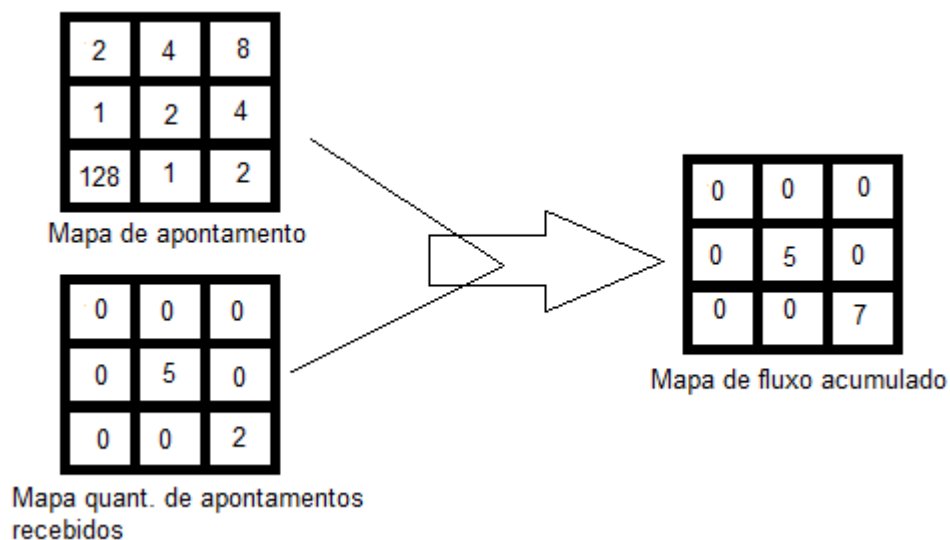 2 4 8
1 2 4
128 1 2
Mapa de apontamento
0 0 0
0 5 0
0 0 2
Mapa quant. de apontamentos
recebidos
0 0 0
0 5 0
0 0 7
Mapa de fluxo acumulado